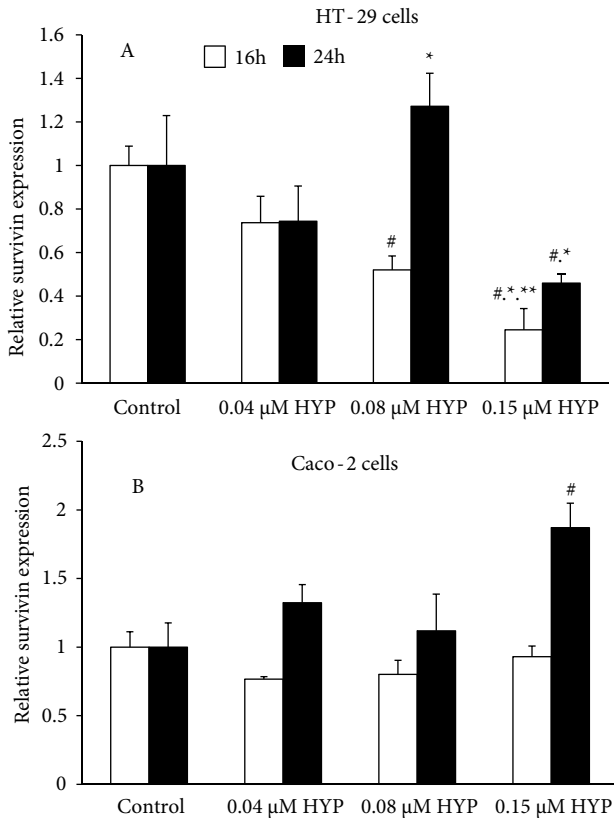 HT-29 cells
A
16h 24h
Relative survivin expression
1.6
1.4
1.2
1
0.8
0.6
0.4
0.2
0
*
#
#.*.**
#.*
Control 0.04 µM HYP 0.08 µM HYP 0.15 µM HYP
Caco-2 cells
B
Relative survivin expression
2.5
2
1.5
1
0.5
0
#
Control 0.04 µM HYP 0.08 µM HYP 0.15 µM HYP